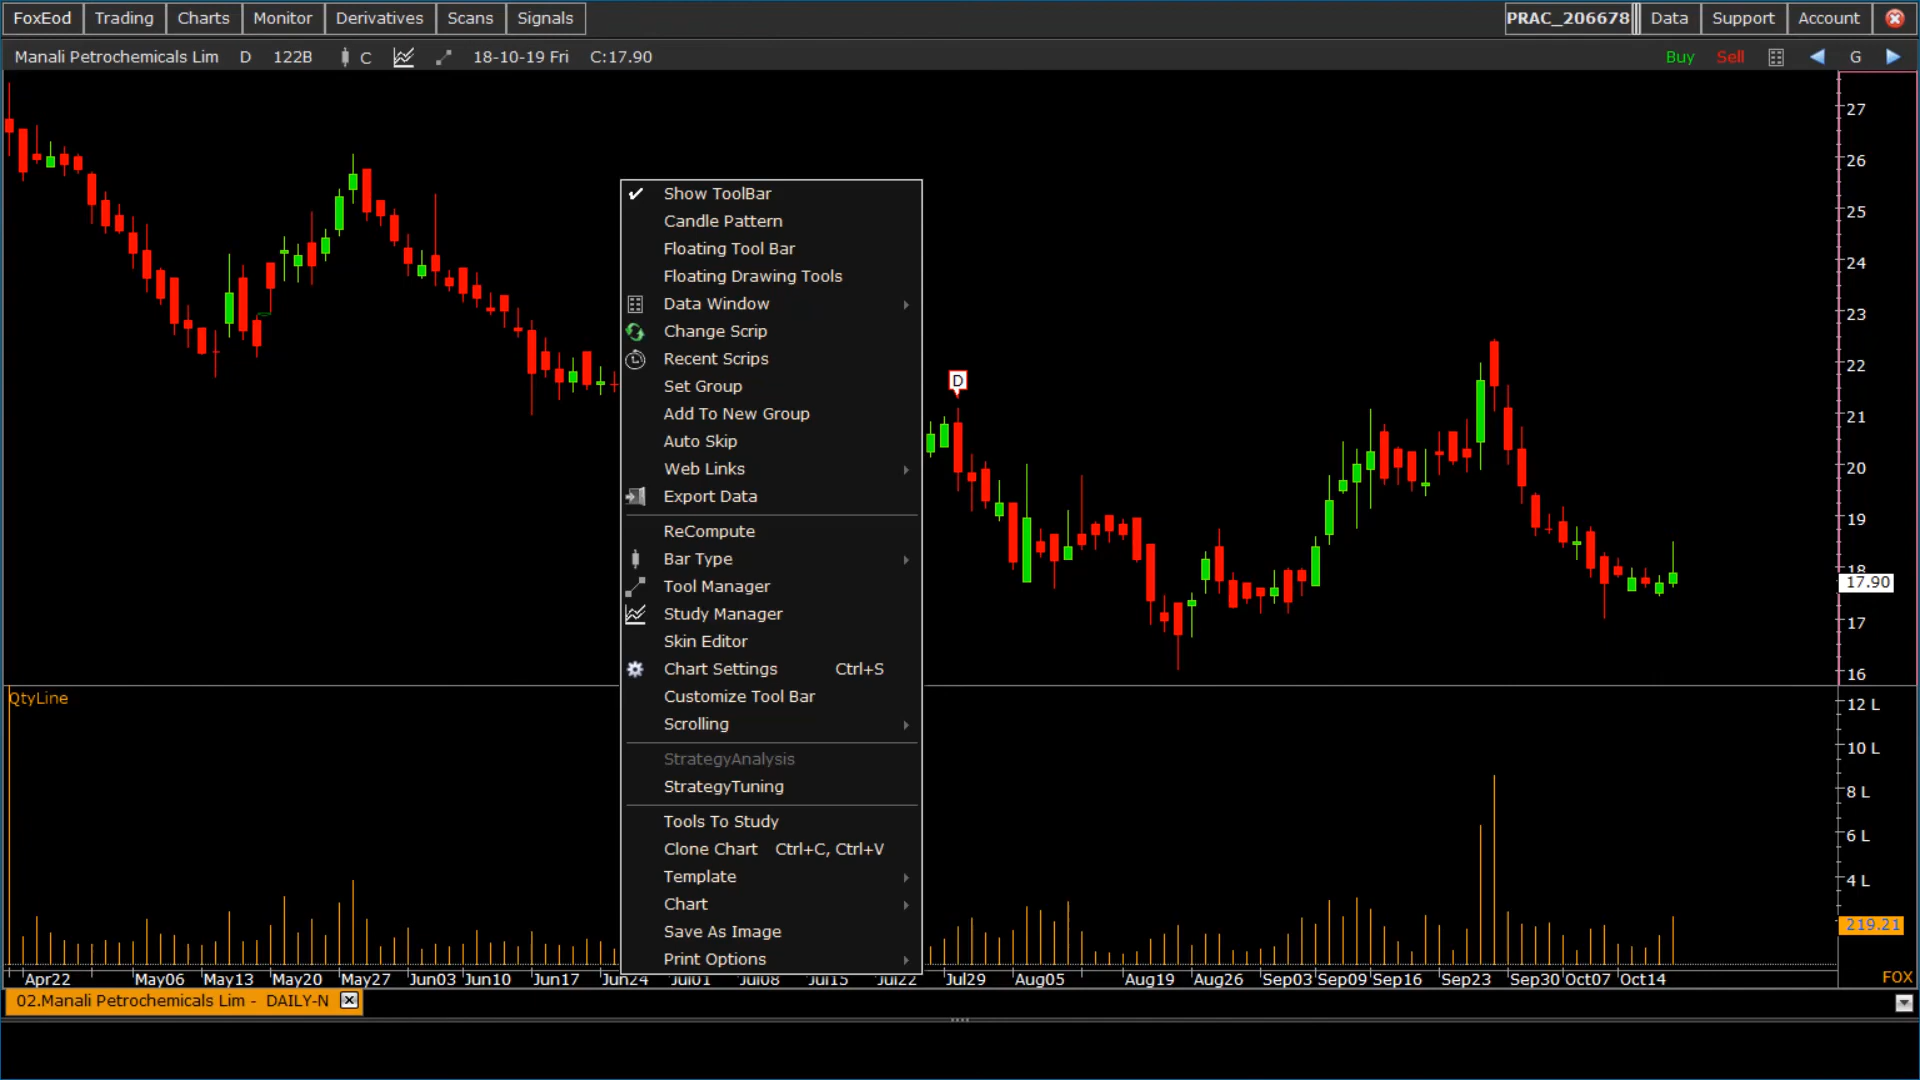 FoxEod Trading Charts Monitor Derivatives Scans Signals PRAC_206678 Data Support Account
Manali Petrochemicals Lim D 122B C 18-10-19 Fri C:17.90 Buy Sell G
27
26
25
24
23
22
21
20
19
18
17.90
17
16
D
Show ToolBar
Candle Pattern
Floating Tool Bar
Floating Drawing Tools
Data Window
Change Scrip
Recent Scrips
Set Group
Add To New Group
Auto Skip
Web Links
Export Data
ReCompute
Bar Type
Tool Manager
Study Manager
Skin Editor
Chart Settings Ctrl+S
Customize Tool Bar
Scrolling
StrategyAnalysis
StrategyTuning
Tools To Study
Clone Chart Ctrl+C, Ctrl+V
Template
Chart
Save As Image
Print Options
QtyLine
12 L
10 L
8 L
6 L
4 L
219.21
Apr22 May06 May13 May20 May27 Jun03 Jun10 Jun17 Jun24 Jul01 Jul08 Jul15 Jul22 Jul29 Aug05 Aug19 Aug26 Sep03 Sep09 Sep16 Sep23 Sep30 Oct07 Oct14 FOX
02.Manali Petrochemicals Lim - DAILY-N